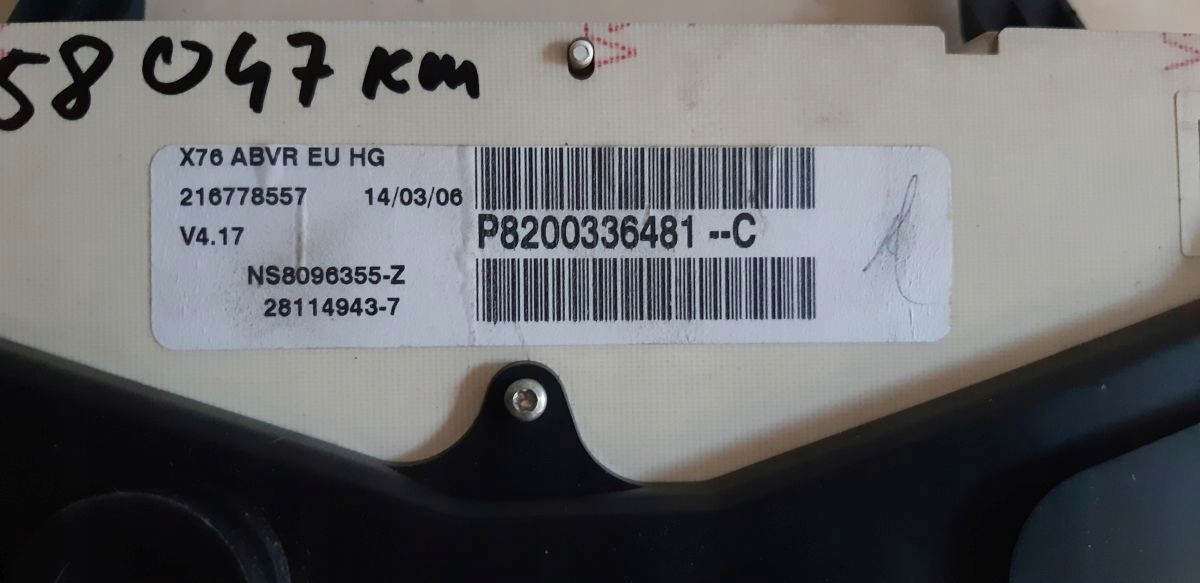 58 047 km
X76 ABVR EU HG
216778557 14/03/06
V4.17
P8200336481 --C
NS8096355-Z
28114943-7